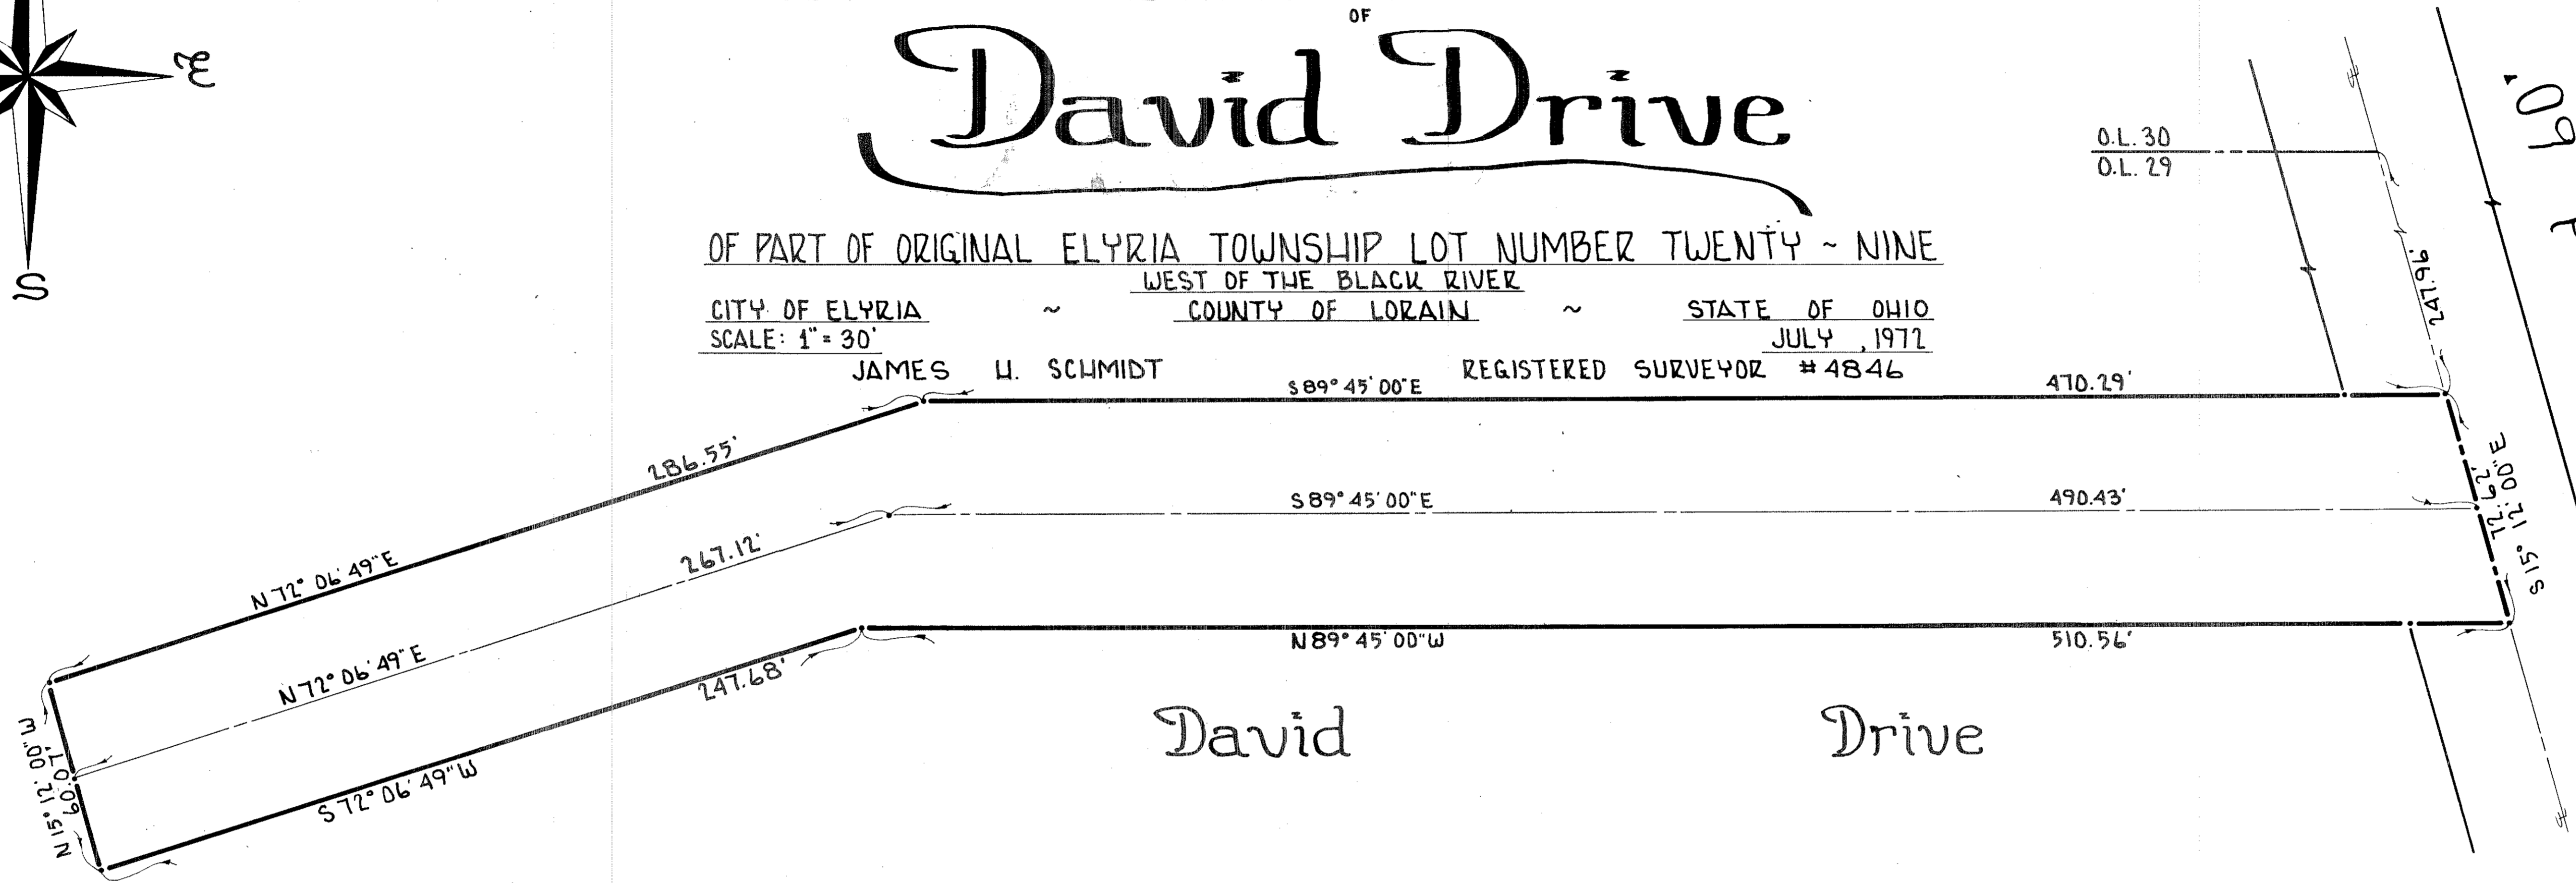 OF
David Drive
E
S
OF PART OF ORIGINAL ELYRIA TOWNSHIP LOT NUMBER TWENTY ~ NINE
WEST OF THE BLACK RIVER
CITY OF ELYRIA ~ COUNTY OF LORAIN ~ STATE OF OHIO
SCALE: 1" = 30' JULY , 1972
JAMES H. SCHMIDT REGISTERED SURVEYOR #4846
O.L. 30
O.L. 29
60'
247.96'
S 89° 45' 00" E 470.29'
286.55'
N 72° 06' 49" E
S 89° 45' 00" E 490.43'
267.12'
N 72° 06' 49" E
72.62'
S 15° 12' 00" E
N 89° 45' 00" W 510.56'
247.68'
S 72° 06' 49" W
N 15° 12' 00" W
60.07'
David Drive